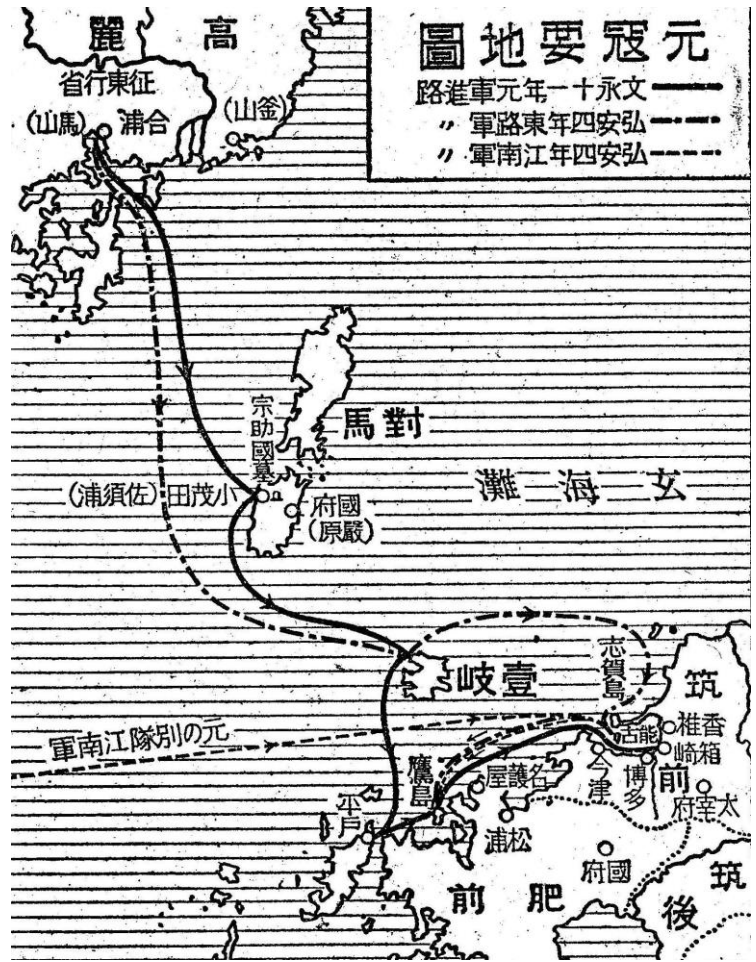 元寇要地圖
文永十一年元軍進路
弘安四年東路軍〃
弘安四年江南軍〃
高麗
征東行省
合浦(馬山)
(釜山)
對馬
宗助國墓
小茂田(佐須浦)
國府
(嚴原)
玄海灘
壹岐
志賀島
筑前
能古
香椎
箱崎
元の別隊江南軍
鷹島
名護屋
今津
博多
太宰府
平戸
松浦
國府
肥前
筑後